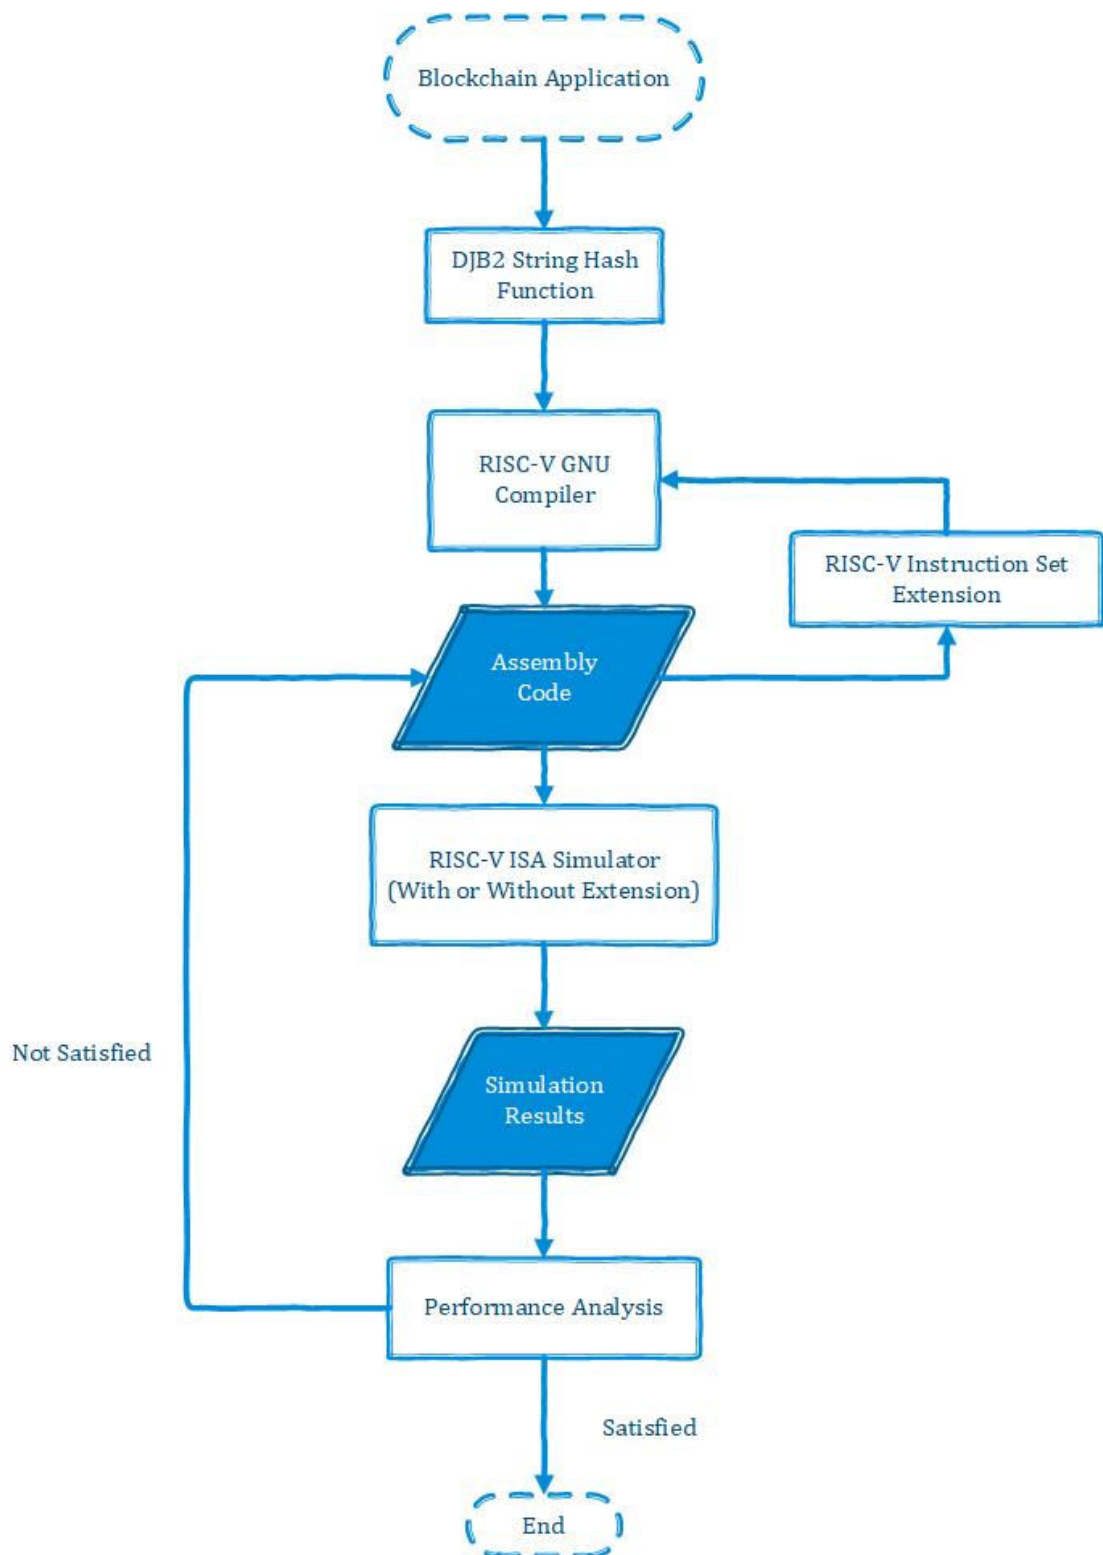 Blockchain Application
DJB2 String Hash
Function
RISC-V GNU
Compiler
RISC-V Instruction Set
Extension
Assembly
Code
RISC-V ISA Simulator
(With or Without Extension)
Not Satisfied
Simulation
Results
Performance Analysis
Satisfied
End